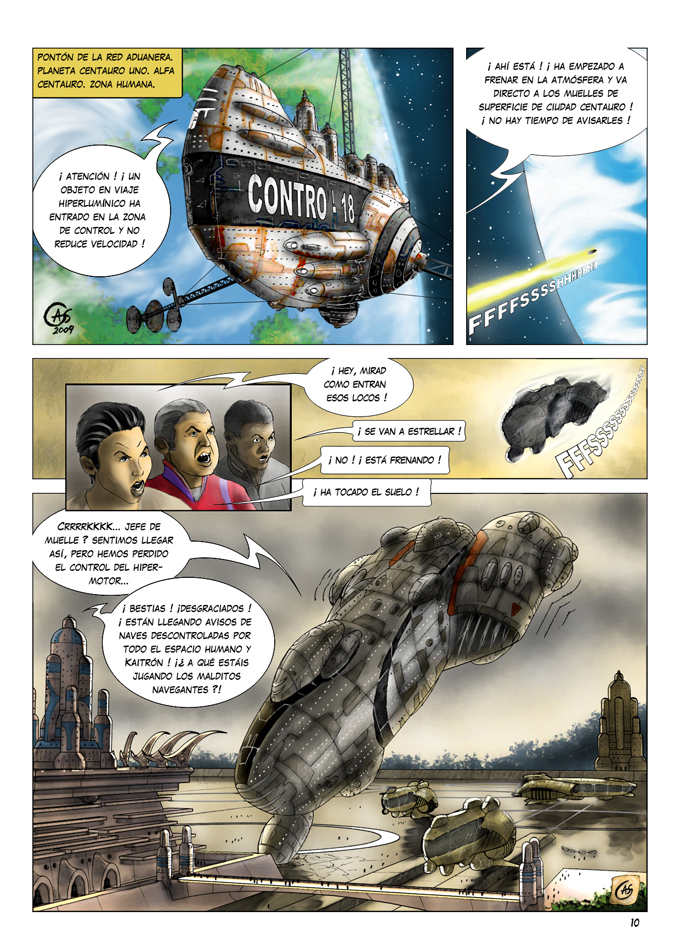 PONTÓN DE LA RED ADUANERA.
PLANETA CENTAURO UNO. ALFA
CENTAURO. ZONA HUMANA.
¡ ATENCIÓN ! ¡ UN
OBJETO EN VIAJE
HIPERLUMÍNICO HA
ENTRADO EN LA ZONA
DE CONTROL Y NO
REDUCE VELOCIDAD !
CONTRO - 18
CAS
2009
¡ AHÍ ESTÁ ! ¡ HA EMPEZADO A
FRENAR EN LA ATMÓSFERA Y VA
DIRECTO A LOS MUELLES DE
SUPERFICIE DE CIUDAD CENTAURO !
¡ NO HAY TIEMPO DE AVISARLES !
¡ HEY, MIRAD
COMO ENTRAN
ESOS LOCOS !
¡ SE VAN A ESTRELLAR !
¡ NO ! ¡ ESTÁ FRENANDO !
¡ HA TOCADO EL SUELO !
CRRRRKKKK... JEFE DE
MUELLE ? SENTIMOS LLEGAR
ASÍ, PERO HEMOS PERDIDO
EL CONTROL DEL HIPER-
MOTOR...
¡ BESTIAS ! ¡DESGRACIADOS !
¡ ESTÁN LLEGANDO AVISOS DE
NAVES DESCONTROLADAS POR
TODO EL ESPACIO HUMANO Y
KAITRÓN ! ¡¿ A QUÉ ESTÁIS
JUGANDO LOS MALDITOS
NAVEGANTES ?!
CAS
10